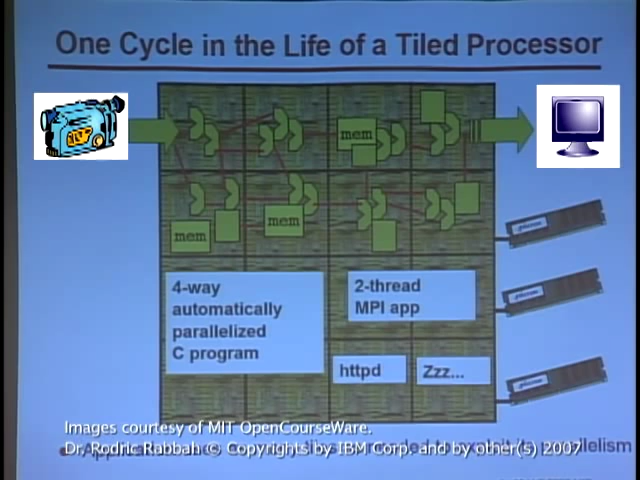 One Cycle in the Life of a Tiled Processor
mem
mem
mem
4-way
automatically
parallelized
C program
2-thread
MPI app
httpd
Zzz...
Images courtesy of MIT OpenCourseWare.
Dr. Rodric Rabbah © Copyrights by IBM Corp. and by other(s) 2007